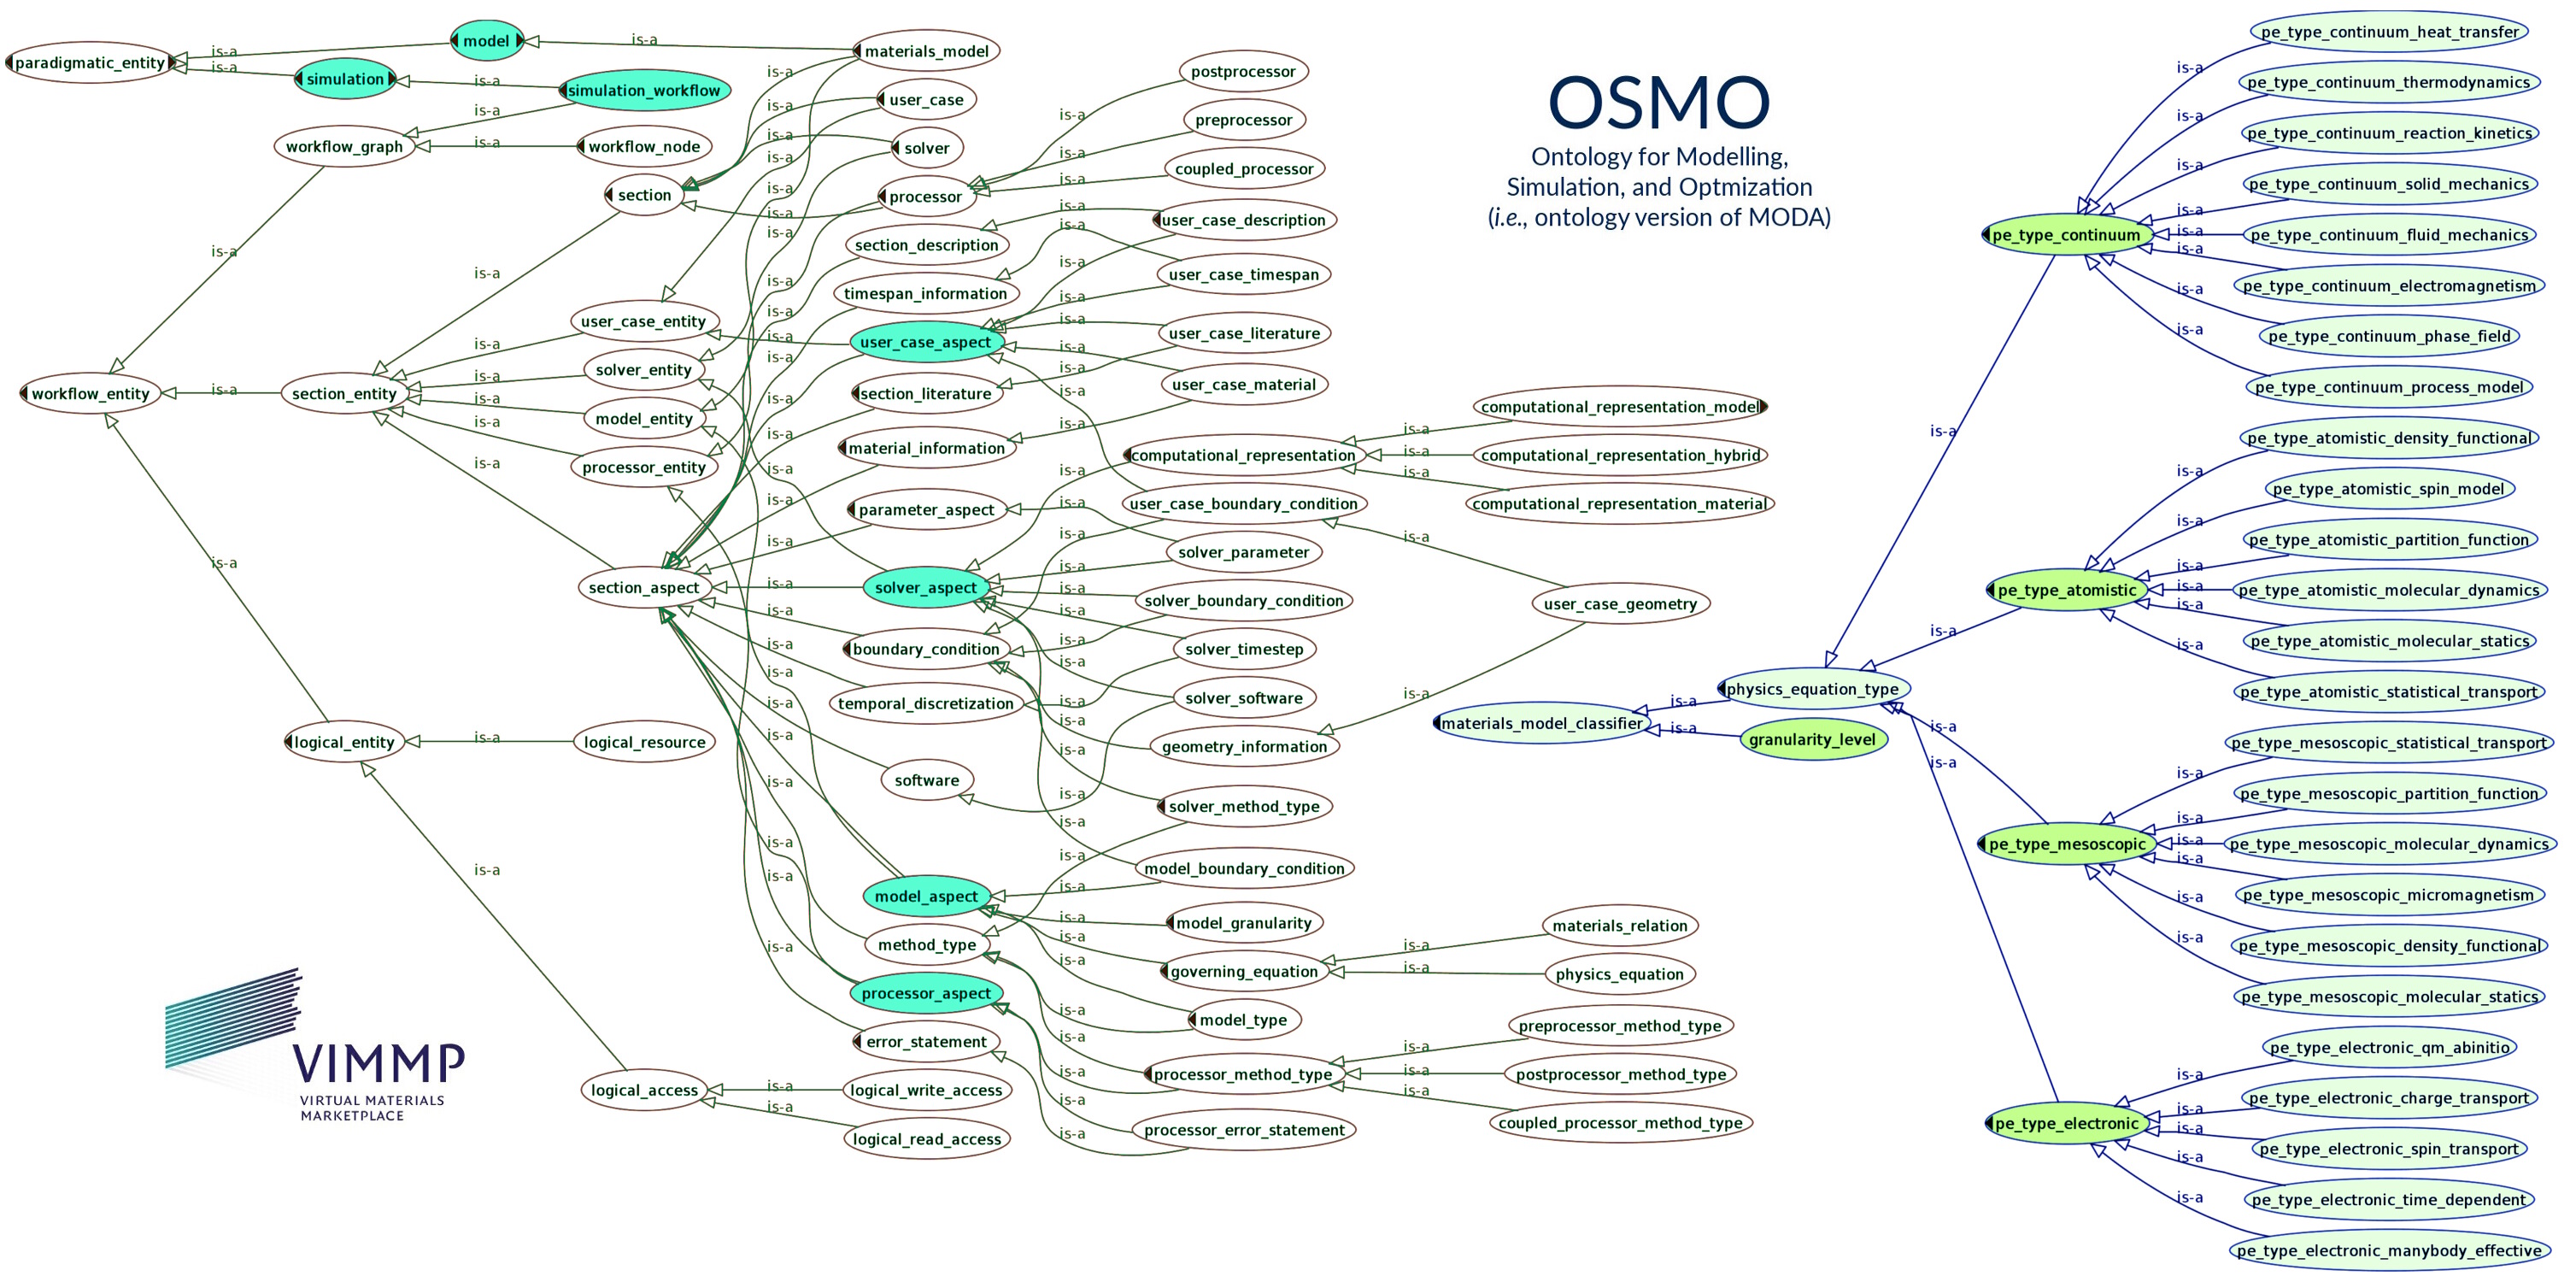 OSMO
Ontology for Modelling,
Simulation, and Optmization
(i.e., ontology version of MODA)
paradigmatic_entity
model
simulation
simulation_workflow
workflow_graph
workflow_node
section
workflow_entity
section_entity
user_case_entity
solver_entity
model_entity
processor_entity
section_aspect
logical_entity
logical_resource
logical_access
materials_model
user_case
solver
processor
section_description
timespan_information
user_case_aspect
section_literature
material_information
parameter_aspect
solver_aspect
boundary_condition
temporal_discretization
software
model_aspect
method_type
processor_aspect
error_statement
logical_write_access
logical_read_access
postprocessor
preprocessor
coupled_processor
user_case_description
user_case_timespan
user_case_literature
user_case_material
computational_representation
user_case_boundary_condition
solver_parameter
solver_boundary_condition
solver_timestep
solver_software
geometry_information
solver_method_type
model_boundary_condition
model_granularity
governing_equation
model_type
processor_method_type
processor_error_statement
computational_representation_model
computational_representation_hybrid
computational_representation_material
user_case_geometry
materials_relation
physics_equation
preprocessor_method_type
postprocessor_method_type
coupled_processor_method_type
materials_model_classifier
physics_equation_type
granularity_level
pe_type_continuum
pe_type_atomistic
pe_type_mesoscopic
pe_type_electronic
pe_type_continuum_heat_transfer
pe_type_continuum_thermodynamics
pe_type_continuum_reaction_kinetics
pe_type_continuum_solid_mechanics
pe_type_continuum_fluid_mechanics
pe_type_continuum_electromagnetism
pe_type_continuum_phase_field
pe_type_continuum_process_model
pe_type_atomistic_density_functional
pe_type_atomistic_spin_model
pe_type_atomistic_partition_function
pe_type_atomistic_molecular_dynamics
pe_type_atomistic_molecular_statics
pe_type_atomistic_statistical_transport
pe_type_mesoscopic_statistical_transport
pe_type_mesoscopic_partition_function
pe_type_mesoscopic_molecular_dynamics
pe_type_mesoscopic_micromagnetism
pe_type_mesoscopic_density_functional
pe_type_mesoscopic_molecular_statics
pe_type_electronic_qm_abinitio
pe_type_electronic_charge_transport
pe_type_electronic_spin_transport
pe_type_electronic_time_dependent
pe_type_electronic_manybody_effective
is-a
VIMMP
VIRTUAL MATERIALS
MARKETPLACE